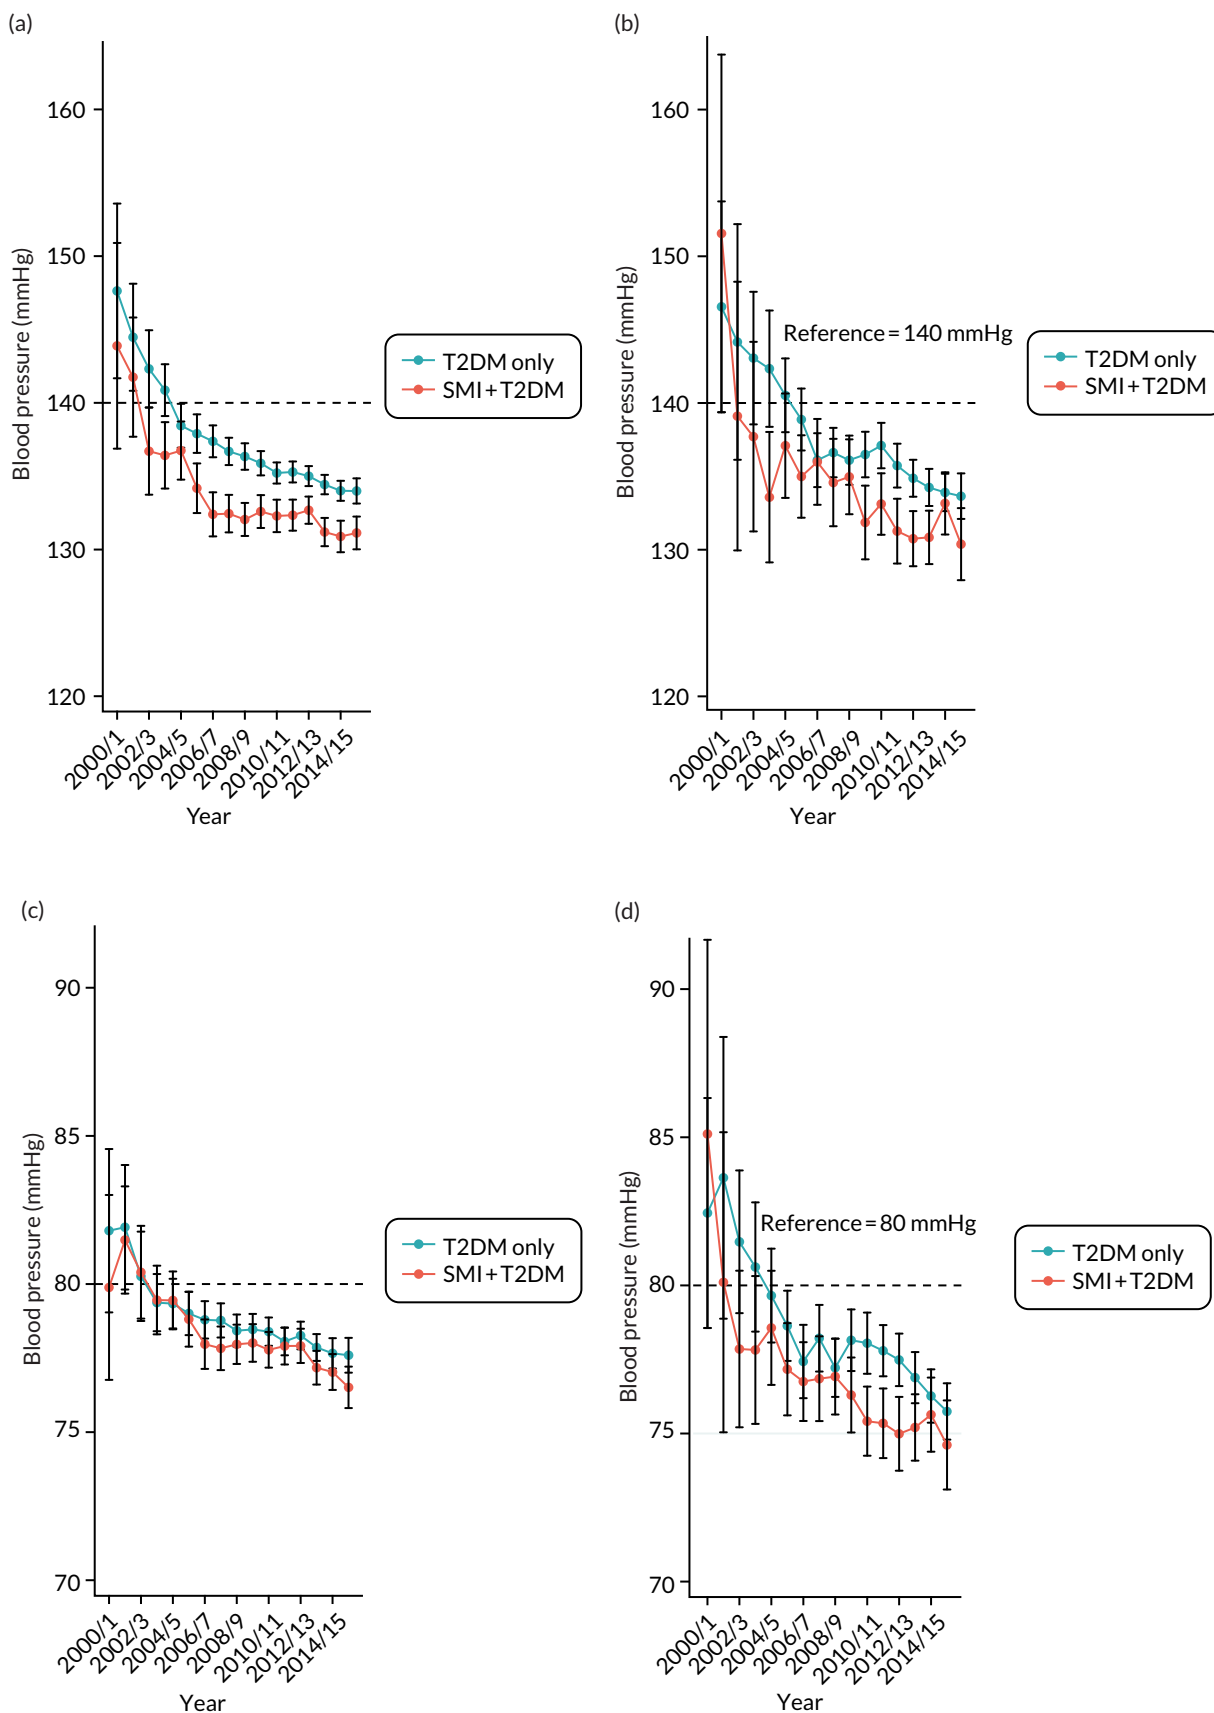 (a)
160
150
140
130
120
Blood pressure (mmHg)
T2DM only
SMI + T2DM
2000/1
2002/3
2004/5
2006/7
2008/9
2010/11
2012/13
2014/15
Year
(b)
160
150
140
130
120
Blood pressure (mmHg)
Reference = 140 mmHg
T2DM only
SMI + T2DM
2000/1
2002/3
2004/5
2006/7
2008/9
2010/11
2012/13
2014/15
Year
(c)
90
85
80
75
70
Blood pressure (mmHg)
T2DM only
SMI + T2DM
2000/1
2002/3
2004/5
2006/7
2008/9
2010/11
2012/13
2014/15
Year
(d)
90
85
80
75
70
Blood pressure (mmHg)
Reference = 80 mmHg
T2DM only
SMI + T2DM
2000/1
2002/3
2004/5
2006/7
2008/9
2010/11
2012/13
2014/15
Year